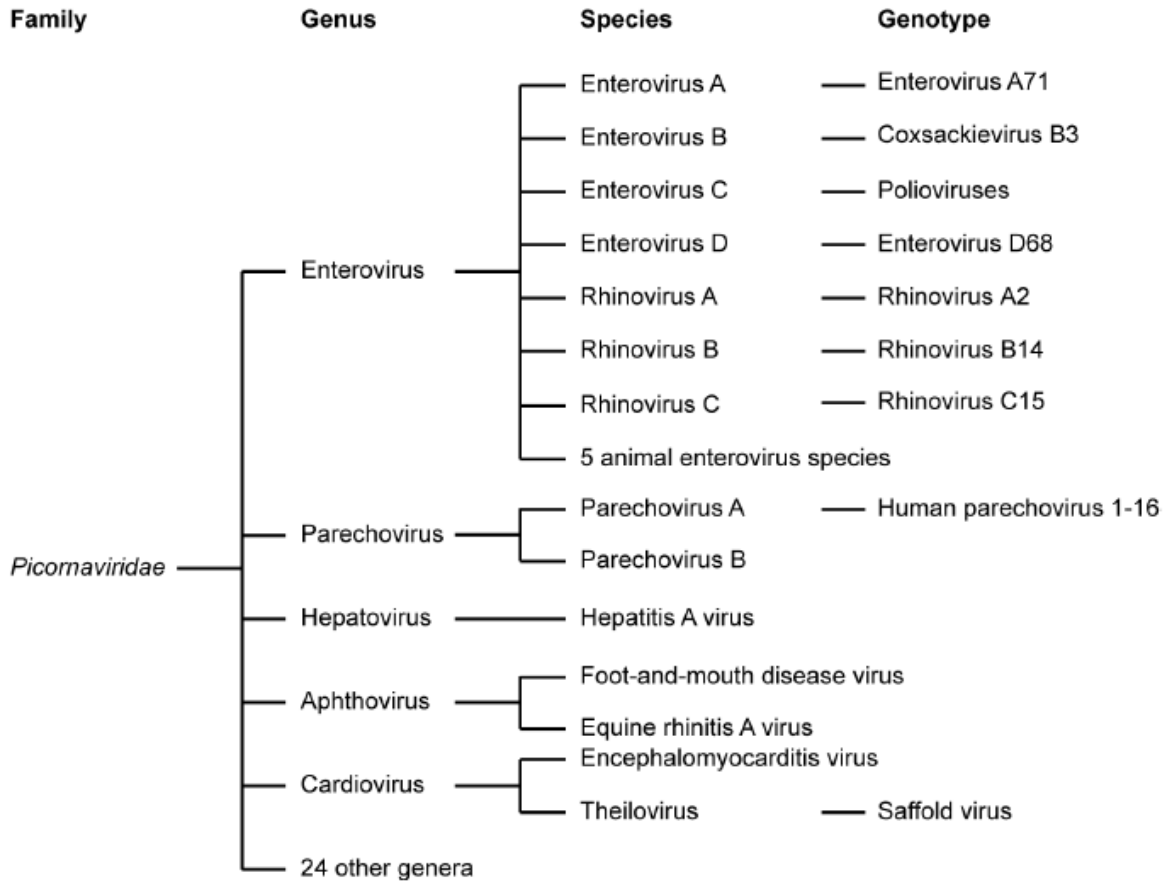 Family Genus Species Genotype
Enterovirus A Enterovirus A71
Enterovirus B Coxsackievirus B3
Enterovirus C Polioviruses
Enterovirus D Enterovirus D68
Enterovirus
Rhinovirus A Rhinovirus A2
Rhinovirus B Rhinovirus B14
Rhinovirus C Rhinovirus C15
5 animal enterovirus species
Parechovirus A Human parechovirus 1-16
Parechovirus
Parechovirus B
Picornaviridae
Hepatovirus Hepatitis A virus
Foot-and-mouth disease virus
Aphthovirus
Equine rhinitis A virus
Encephalomyocarditis virus
Cardiovirus
Theilovirus Saffold virus
24 other genera